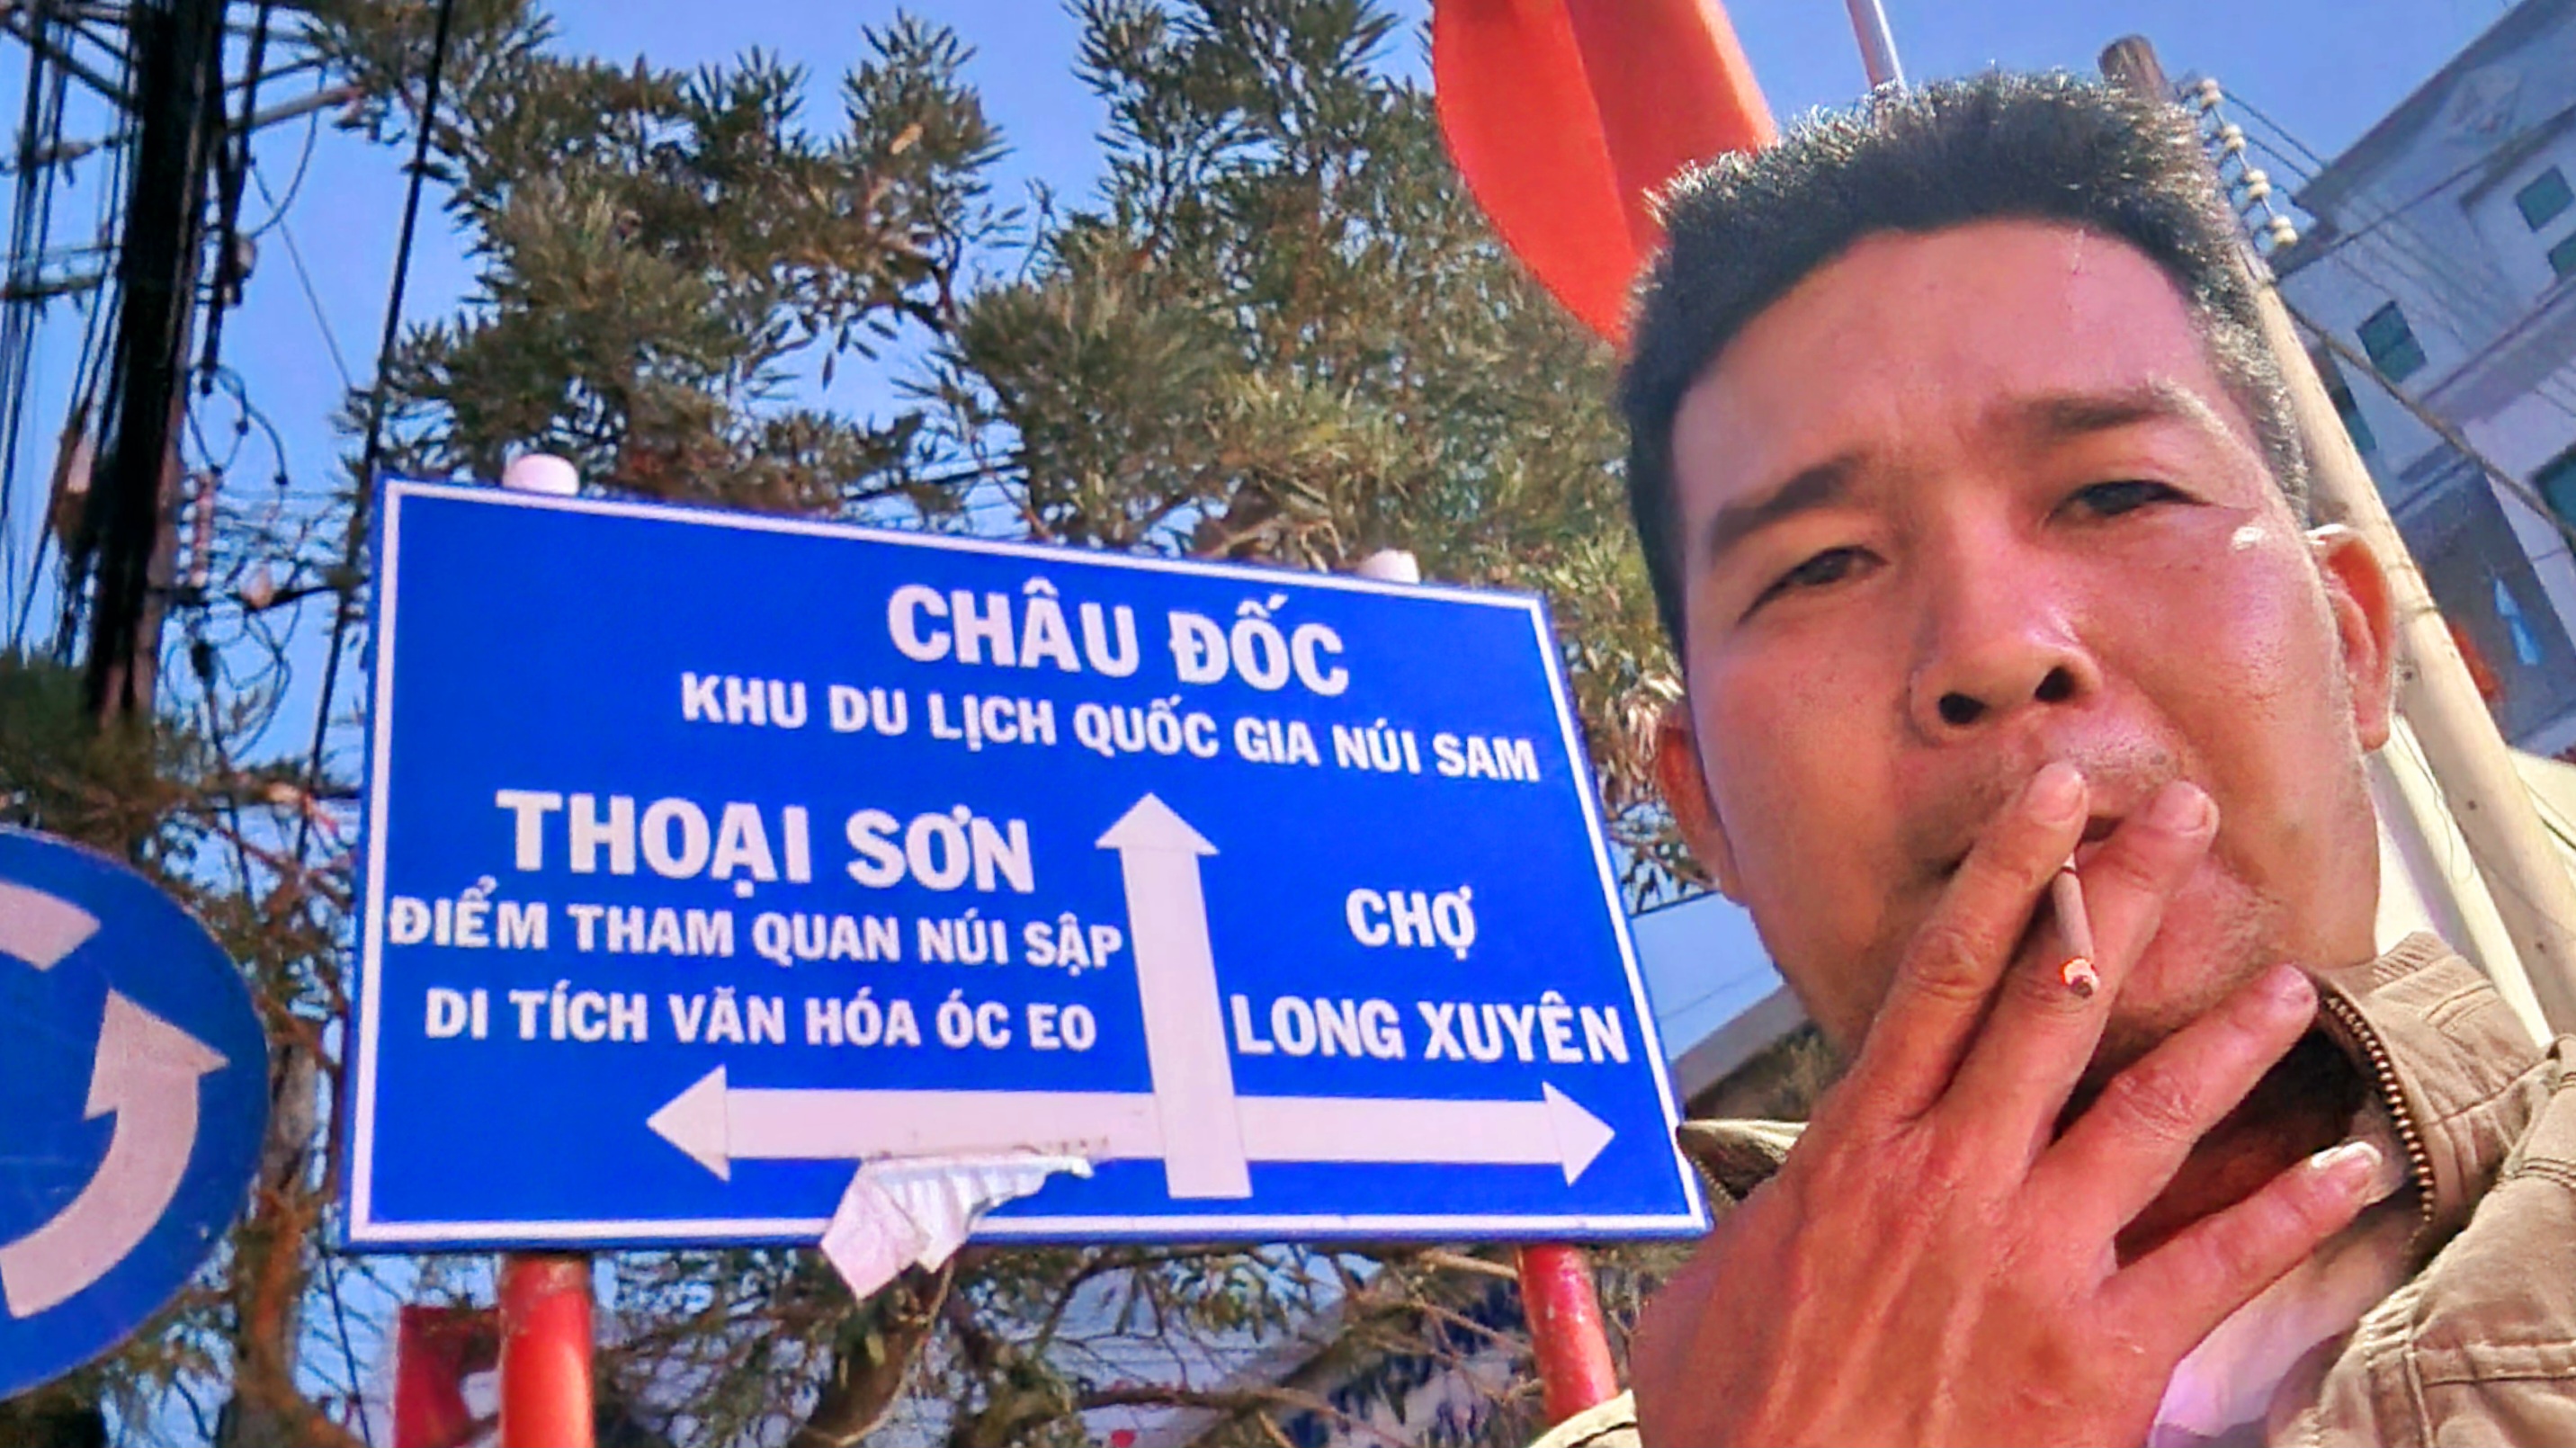 CHÂU ĐỐC
KHU DU LỊCH QUỐC GIA NÚI SAM
THOẠI SƠN
ĐIỂM THAM QUAN NÚI SẬP
DI TÍCH VĂN HÓA ÓC EO
CHỢ
LONG XUYÊN